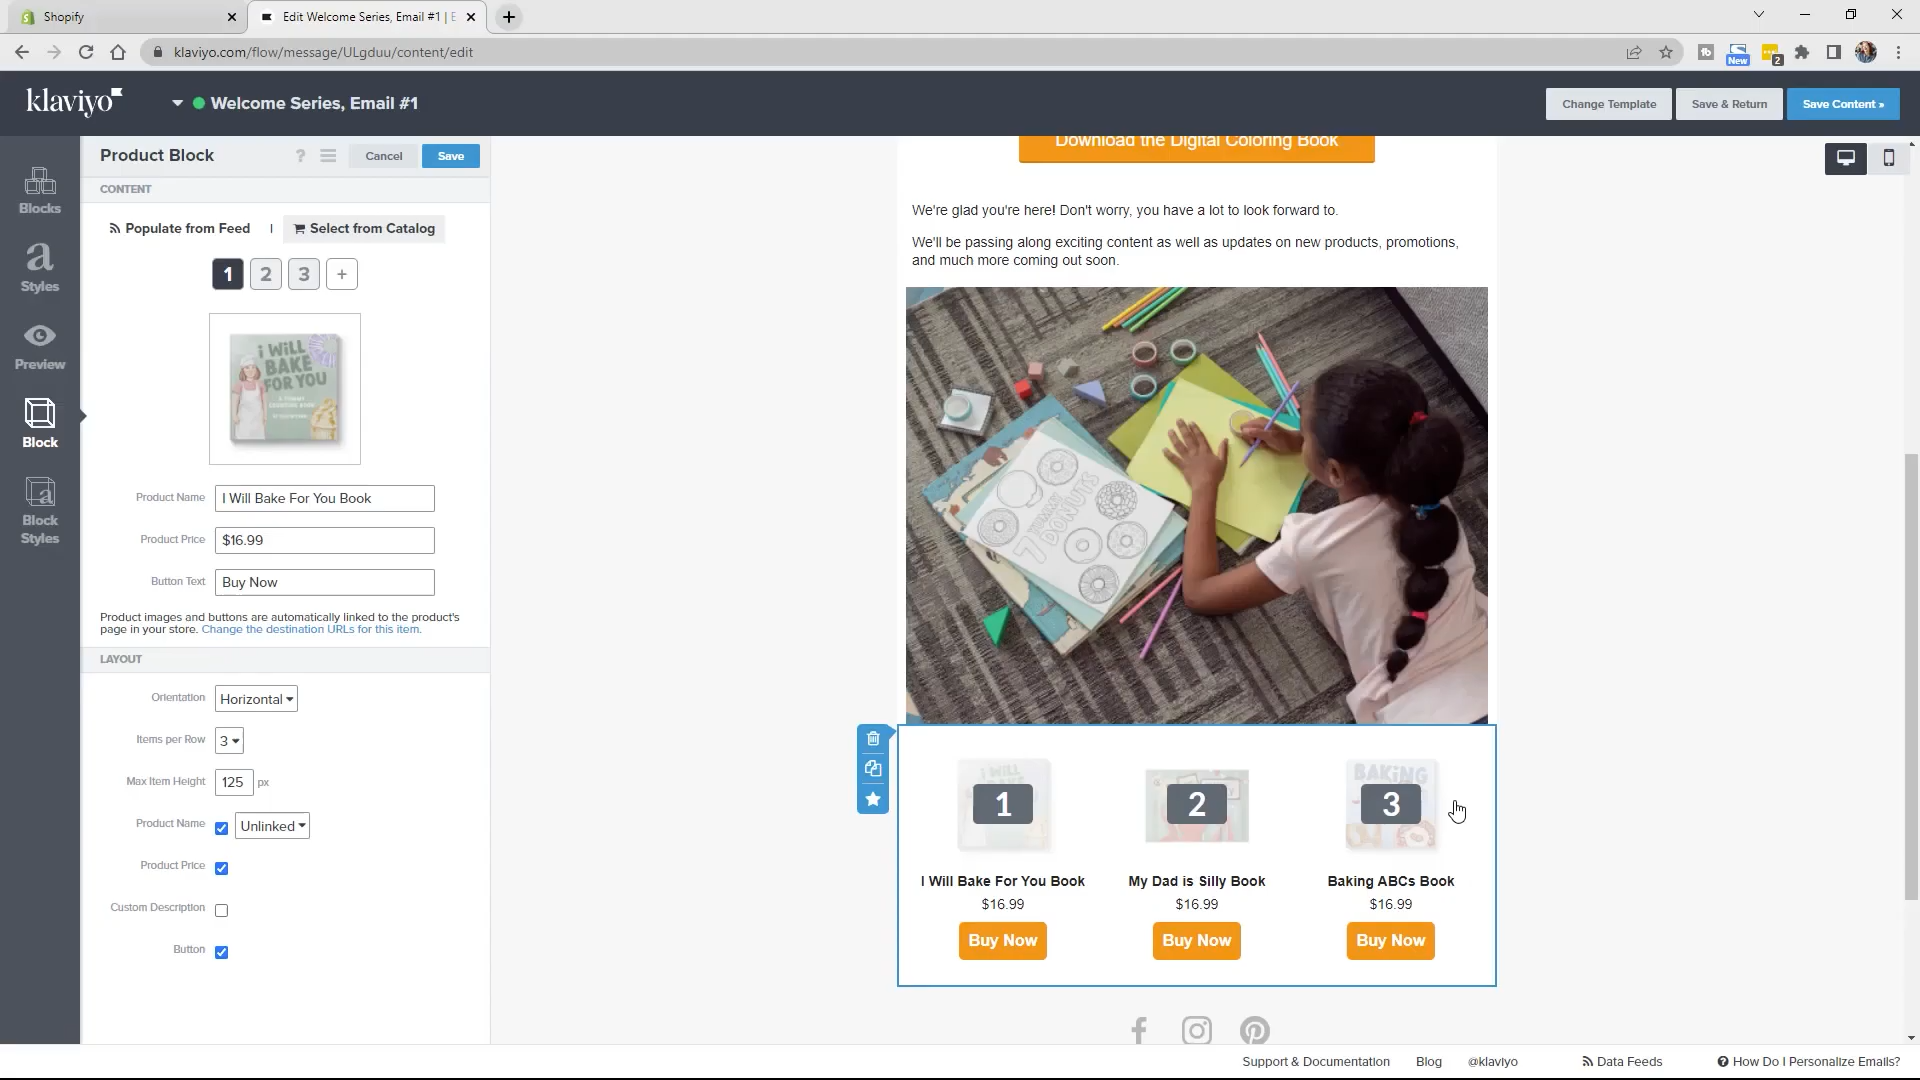 Shopify
Edit Welcome Series, Email #1 | E
klaviyo.com/flow/message/ULgduu/content/edit
New
2
klaviyo
Welcome Series, Email #1
Change Template
Save & Return
Save Content »
Blocks
Styles
Preview
Block
Block
Styles
Product Block
?
Cancel
Save
CONTENT
Populate from Feed | Select from Catalog
1 2 3 +
I WILL
BAKE
FOR YOU
Product Name I Will Bake For You Book
Product Price $16.99
Button Text Buy Now
Product images and buttons are automatically linked to the product's
page in your store. Change the destination URLs for this item.
LAYOUT
Orientation Horizontal
Items per Row 3
Max Item Height 125 px
Product Name Unlinked
Product Price
Custom Description
Button
Download the Digital Coloring Book
We're glad you're here! Don't worry, you have a lot to look forward to.
We'll be passing along exciting content as well as updates on new products, promotions,
and much more coming out soon.
7
DONUTS
1 2 3
BAKING
I Will Bake For You Book My Dad is Silly Book Baking ABCs Book
$16.99 $16.99 $16.99
Buy Now Buy Now Buy Now
Support & Documentation Blog @klaviyo Data Feeds How Do I Personalize Emails?